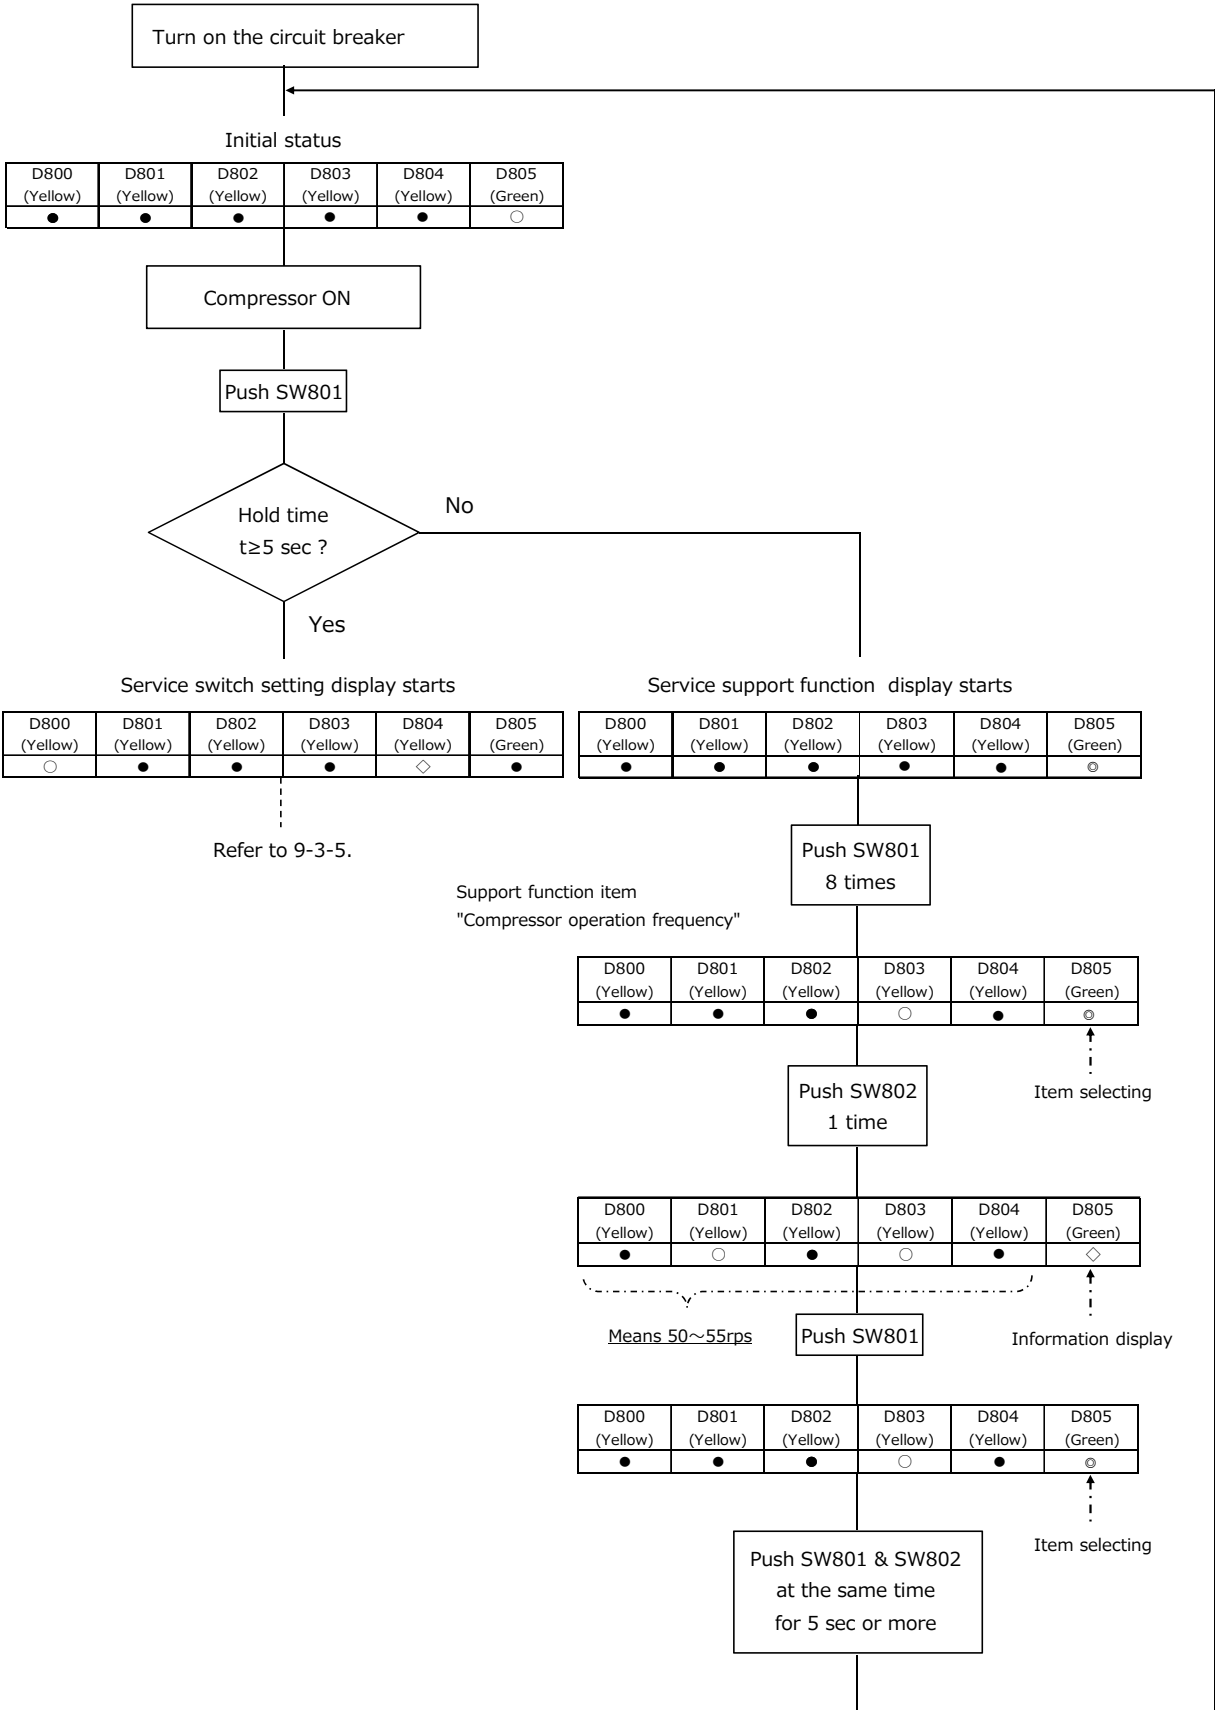 Turn on the circuit breaker
Initial status
D800 D801 D802 D803 D804 D805
(Yellow) (Yellow) (Yellow) (Yellow) (Yellow) (Green)
● ● ● ● ● ○
Compressor ON
Push SW801
Hold time
t≥5 sec ?
No
Yes
Service switch setting display starts
D800 D801 D802 D803 D804 D805
(Yellow) (Yellow) (Yellow) (Yellow) (Yellow) (Green)
○ ● ● ● ◇ ●
Refer to 9-3-5.
Service support function display starts
D800 D801 D802 D803 D804 D805
(Yellow) (Yellow) (Yellow) (Yellow) (Yellow) (Green)
● ● ● ● ● ◎
Push SW801
8 times
Support function item
"Compressor operation frequency"
D800 D801 D802 D803 D804 D805
(Yellow) (Yellow) (Yellow) (Yellow) (Yellow) (Green)
● ● ● ○ ● ◎
Item selecting
Push SW802
1 time
D800 D801 D802 D803 D804 D805
(Yellow) (Yellow) (Yellow) (Yellow) (Yellow) (Green)
● ○ ● ○ ● ◇
Means 50～55rps
Push SW801
Information display
D800 D801 D802 D803 D804 D805
(Yellow) (Yellow) (Yellow) (Yellow) (Yellow) (Green)
● ● ● ○ ● ◎
Item selecting
Push SW801 & SW802
at the same time
for 5 sec or more